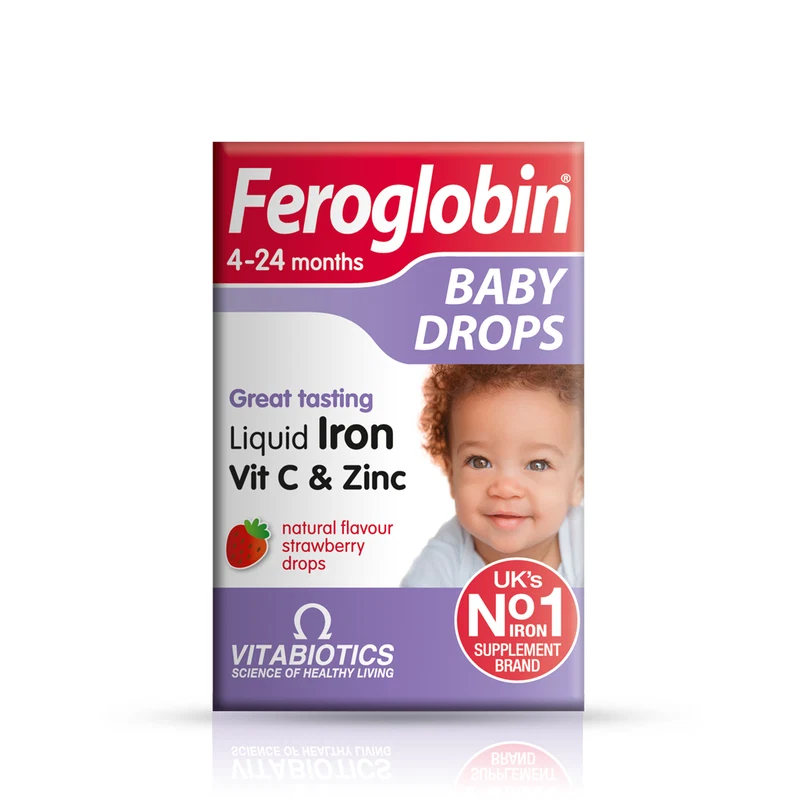 Feroglobin®
4-24 months
BABY
DROPS
Great tasting
Liquid Iron
Vit C & Zinc
natural flavour
strawberry
drops
UK's
No1
IRON
SUPPLEMENT
BRAND
VITABIOTICS
SCIENCE OF HEALTHY LIVING